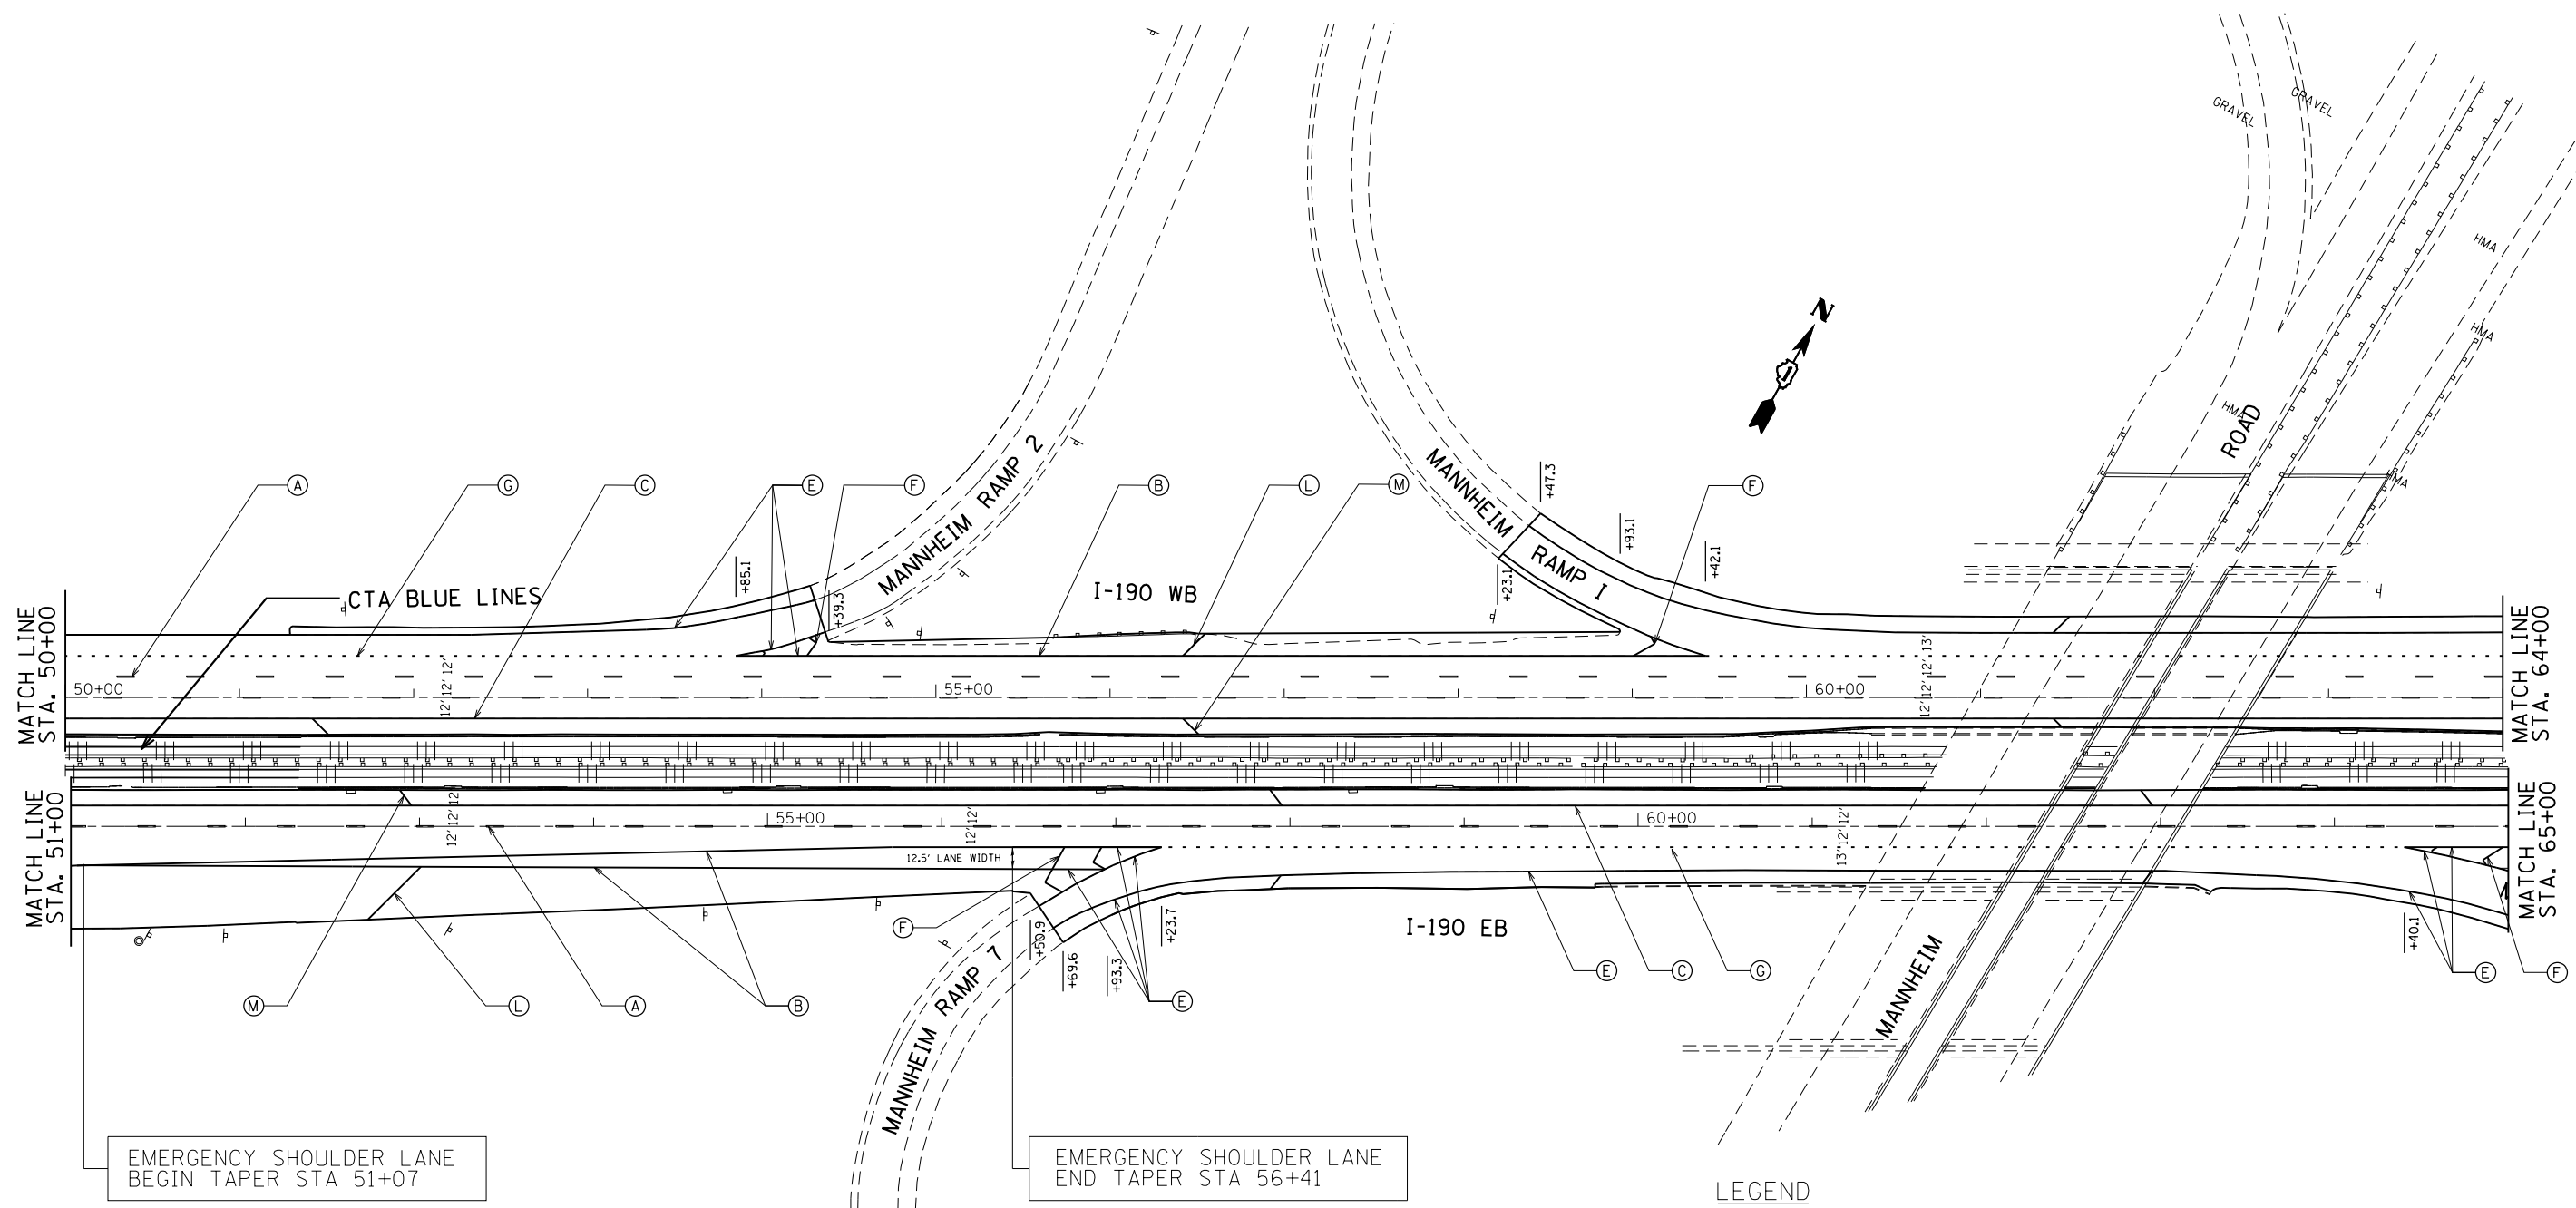 GRAVEL
GRAVEL
HMA
HMA
HMA
HMA
N
1
ROAD
MANNHEIM RAMP 2
MANNHEIM
RAMP 1
A
G
C
E
F
B
L
M
F
+47.3
+93.1
+42.1
+85.1
+39.3
+23.1
CTA BLUE LINES
I-190 WB
MATCH LINE
STA. 50+00
MATCH LINE
STA. 64+00
12' 12' 12'
12' 12' 12' 13'
50+00
55+00
60+00
MATCH LINE
STA. 51+00
MATCH LINE
STA. 65+00
12' 12' 12'
12' 12'
13' 12' 12'
55+00
60+00
12.5' LANE WIDTH
F
+50.9
+69.6
+93.3
+23.7
I-190 EB
+40.1
M
L
A
B
E
E
C
G
E
F
MANNHEIM RAMP 7
MANNHEIM
EMERGENCY SHOULDER LANE
BEGIN TAPER STA 51+07
EMERGENCY SHOULDER LANE
END TAPER STA 56+41
LEGEND